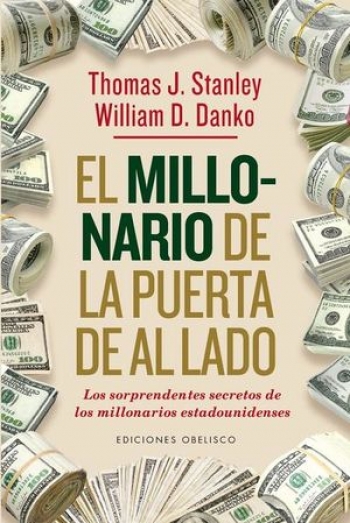 Thomas J. Stanley
William D. Danko
EL MILLO-
NARIO DE
LA PUERTA
DE AL LADO
Los sorprendentes secretos de
los millonarios estadounidenses
EDICIONES OBELISCO